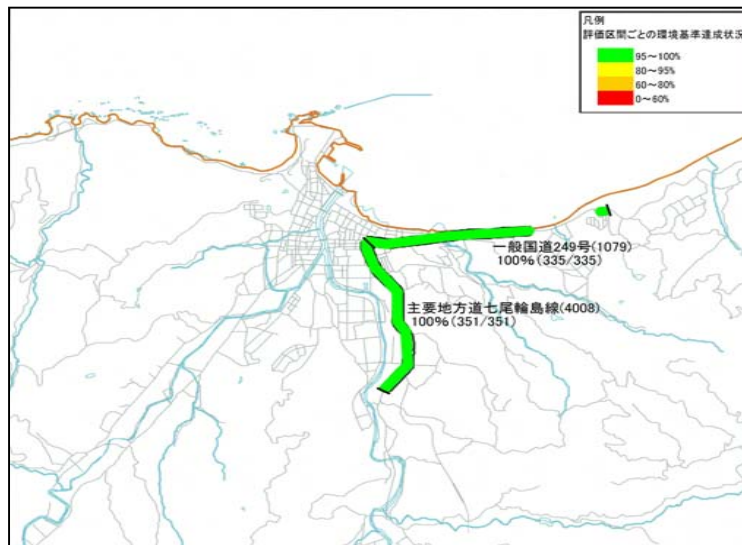 凡例
評価区間ごとの環境基準達成状況
95～100%
80～95%
60～80%
0～60%
一般国道249号(1079)
100%(335/335)
主要地方道七尾輪島線(4008)
100%(351/351)